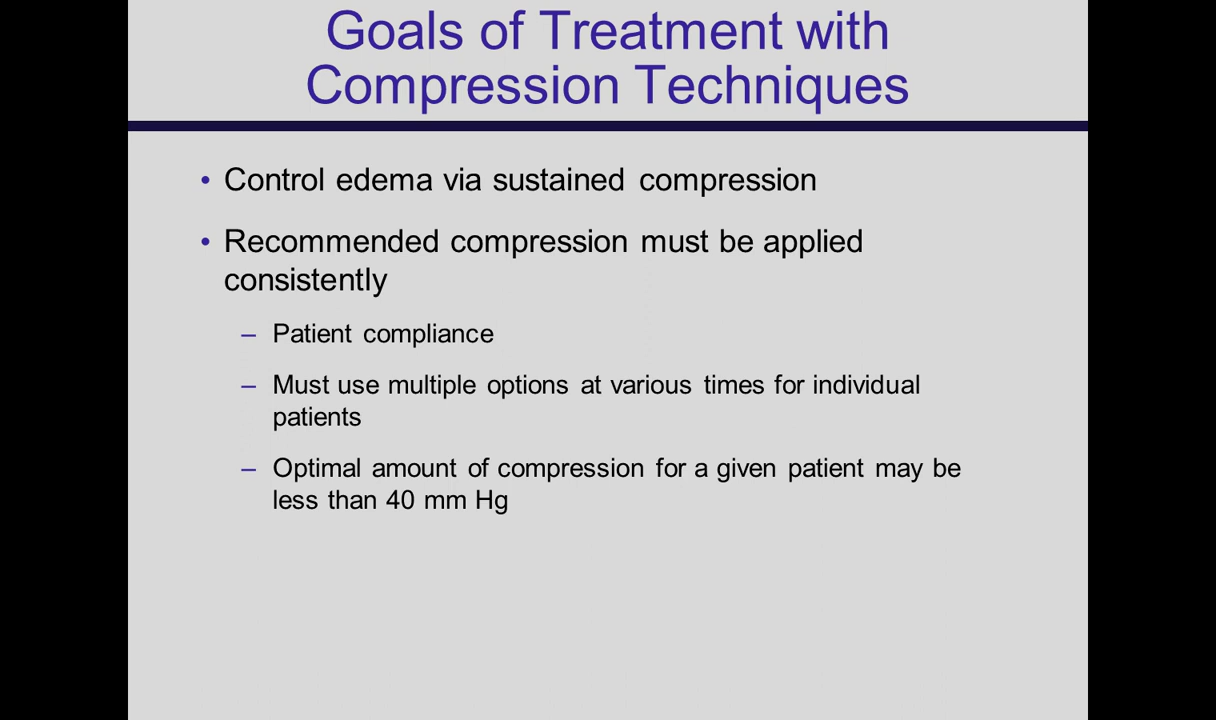 Goals of Treatment with
Compression Techniques
• Control edema via sustained compression
• Recommended compression must be applied
consistently
– Patient compliance
– Must use multiple options at various times for individual
patients
– Optimal amount of compression for a given patient may be
less than 40 mm Hg